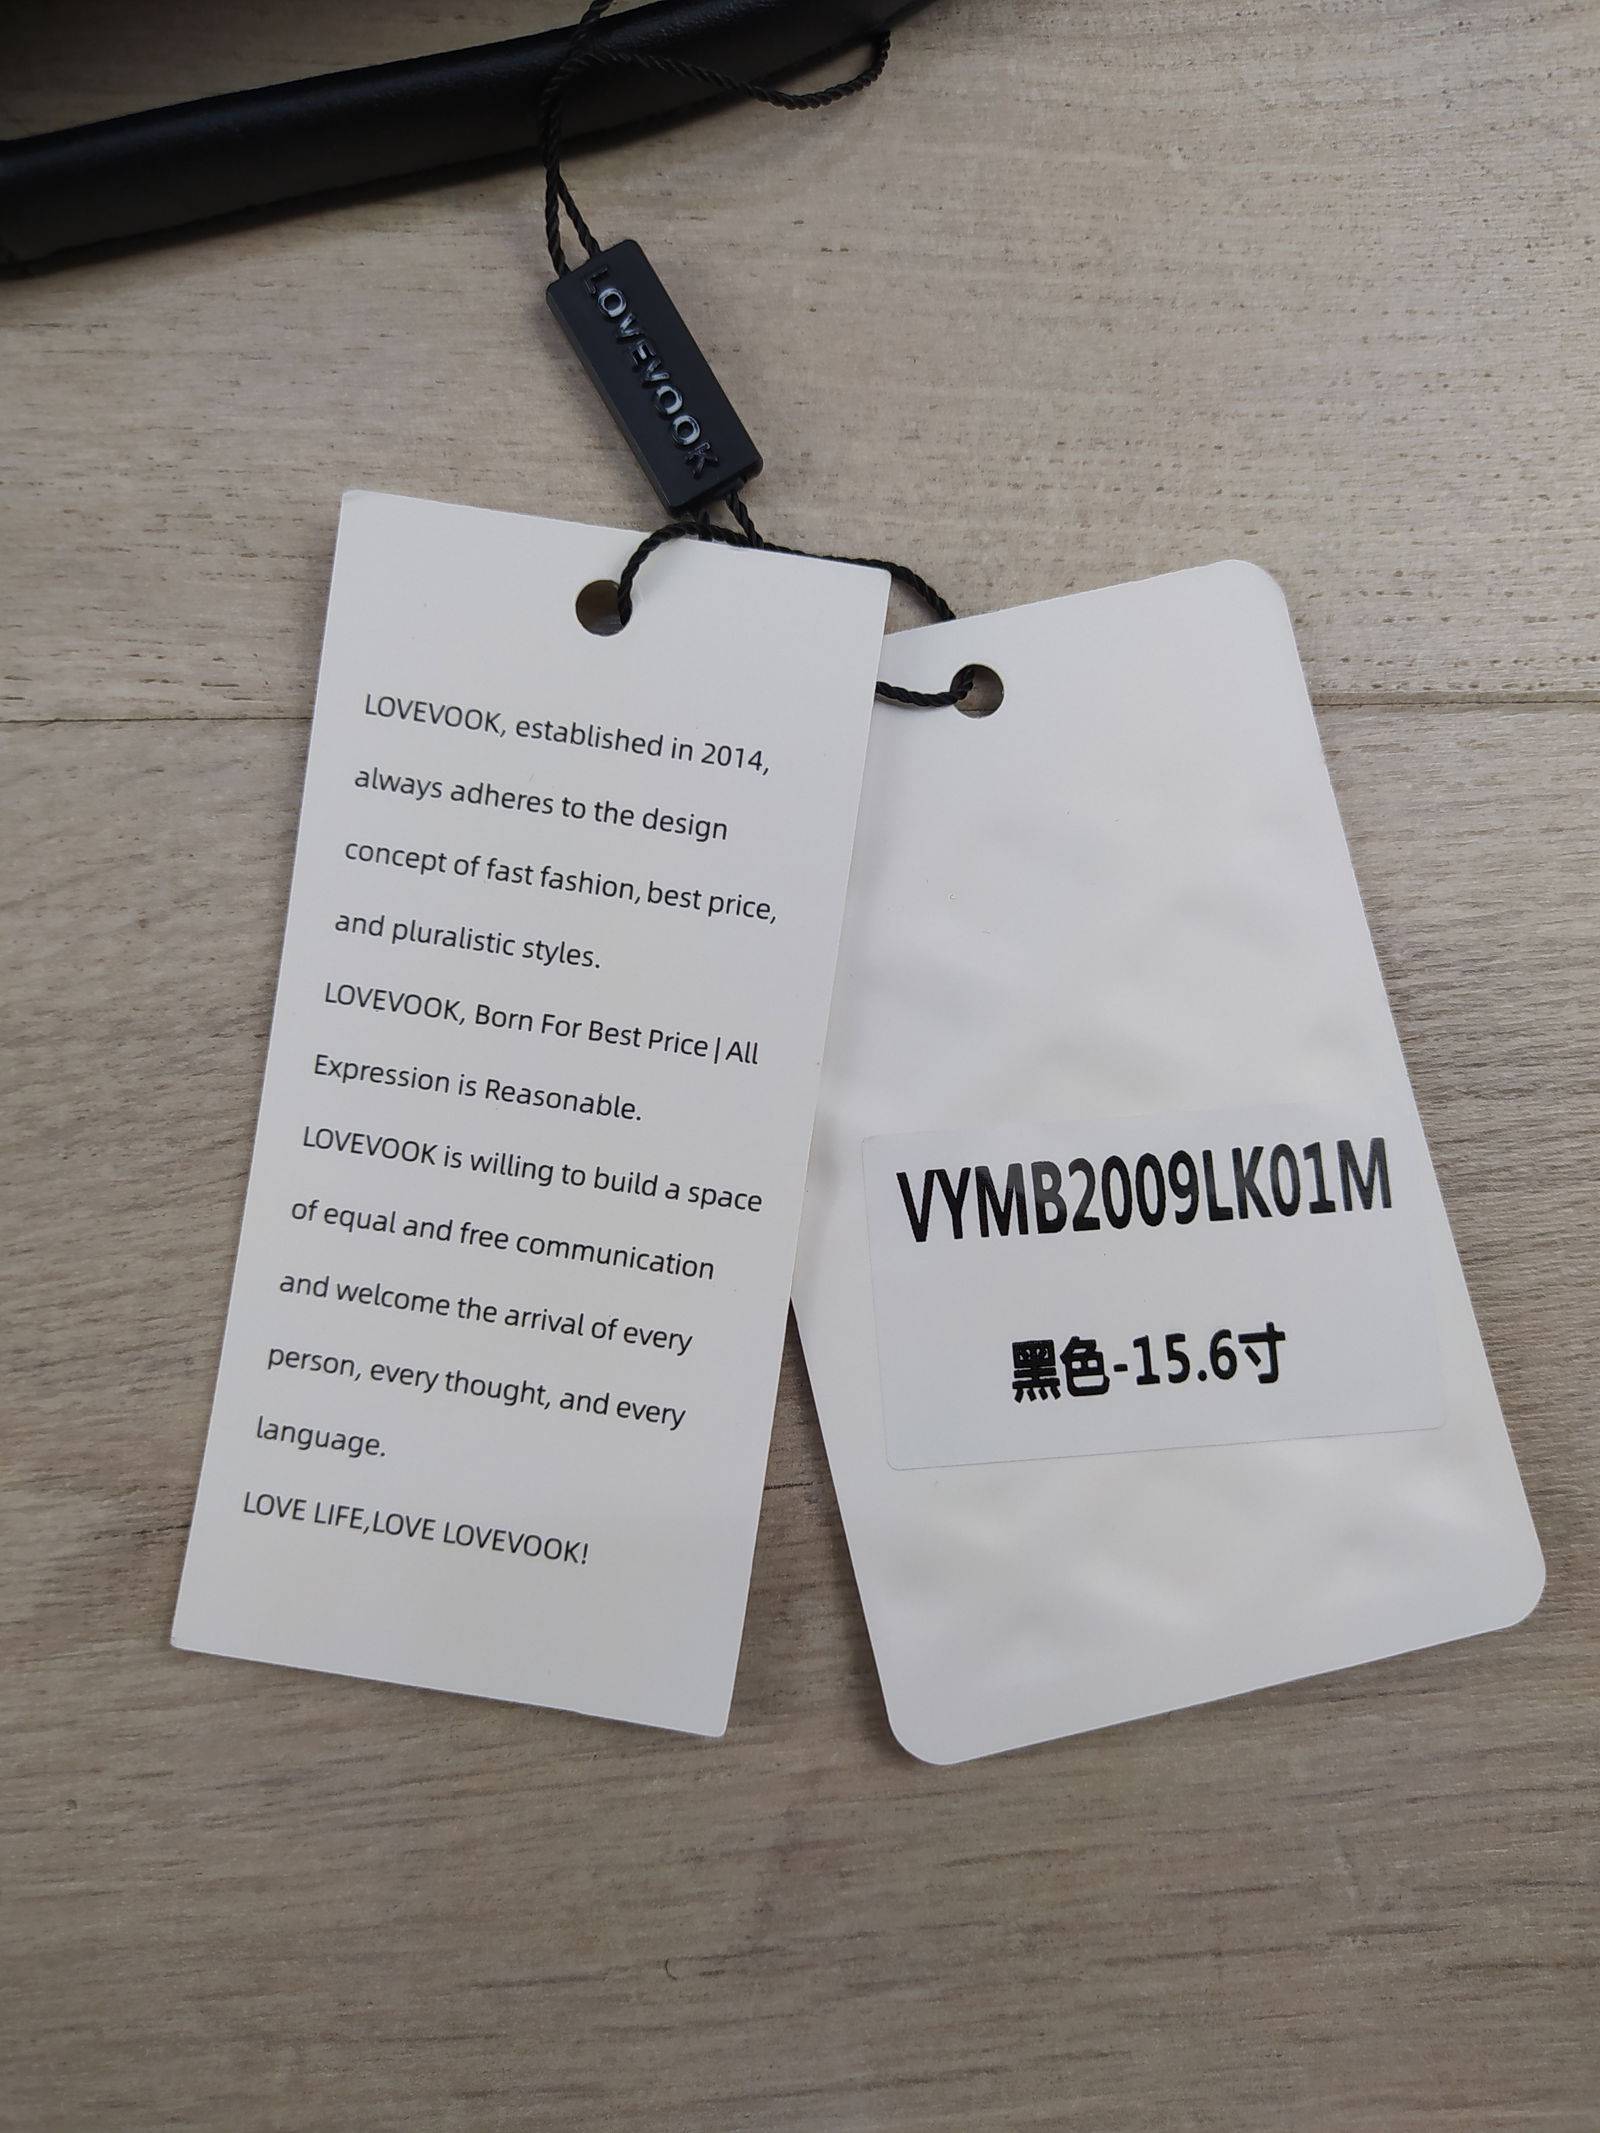 LOVEVOOK
LOVEVOOK, established in 2014,
always adheres to the design
concept of fast fashion, best price,
and pluralistic styles.
LOVEVOOK, Born For Best Price | All
Expression is Reasonable.
LOVEVOOK is willing to build a space
of equal and free communication
and welcome the arrival of every
person, every thought, and every
language.
LOVE LIFE,LOVE LOVEVOOK!
VYMB2009LK01M
黑色-15.6寸